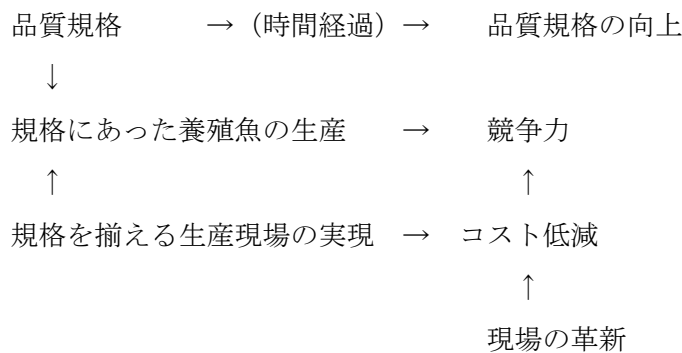 品質規格 →（時間経過）→ 品質規格の向上
↓
規格にあった養殖魚の生産 → 競争力
↑ ↑
規格を揃える生産現場の実現 → コスト低減
↑
現場の革新